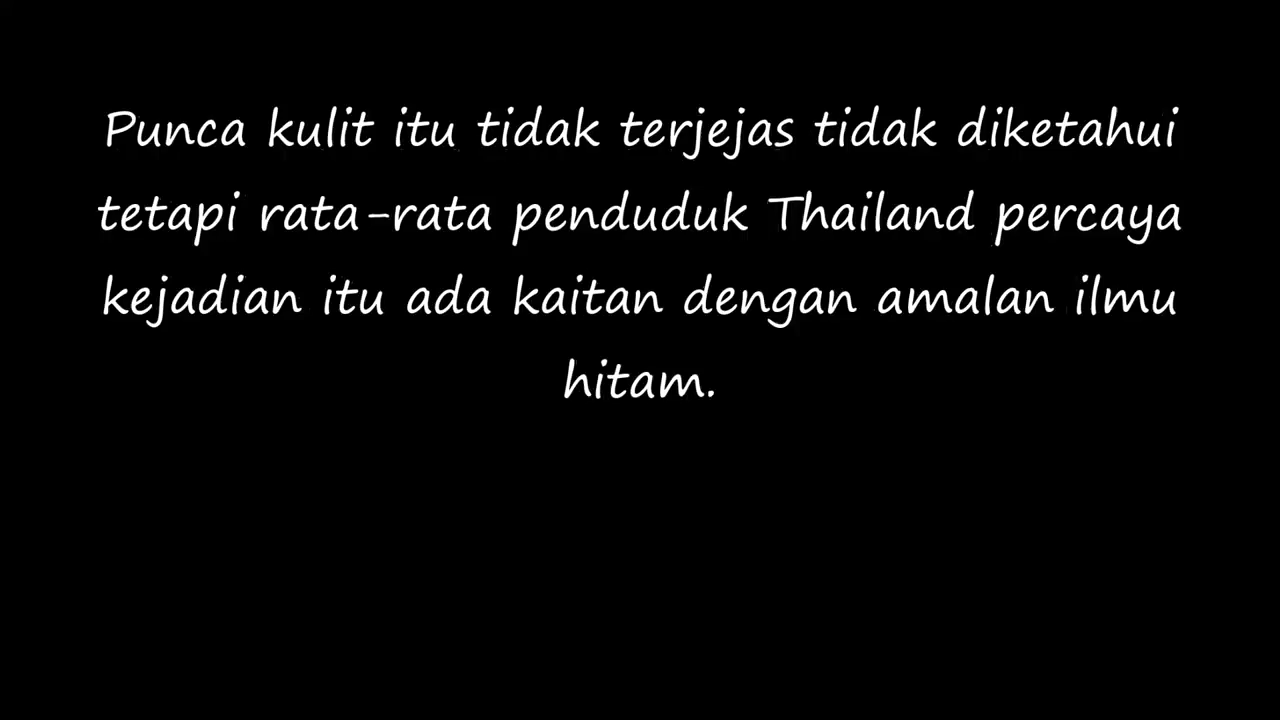 Punca kulit itu tidak terjejas tidak diketahui
tetapi rata-rata penduduk Thailand percaya
kejadian itu ada kaitan dengan amalan ilmu
hitam.